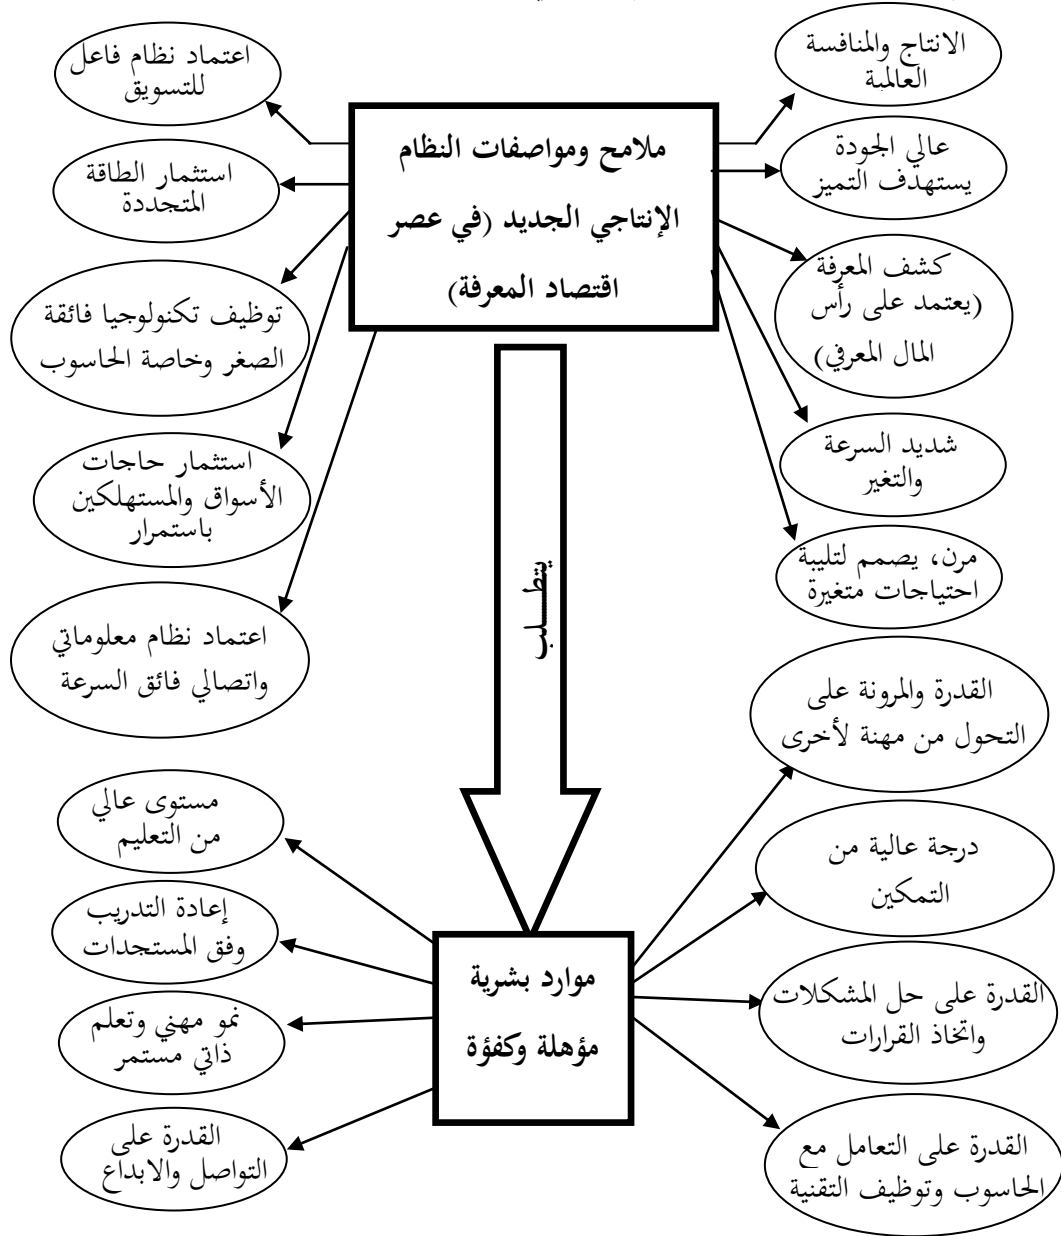 الانتاج والمنافسة
العالمية
اعتماد نظام فاعل
للتسويق
ملامح ومواصفات النظام
الإنتاجي الجديد (في عصر
اقتصاد المعرفة)
عالي الجودة
يستهدف التميز
استثمار الطاقة
المتجددة
كشف المعرفة
(يعتمد على رأس
المال المعرفي)
توظيف تكنولوجيا فائقة
الصغر وخاصة الحاسوب
شديد السرعة
والتغير
استثمار حاجات
الأسواق والمستهلكين
باستمرار
مرن، يصمم لتلبية
احتياجات متغيرة
اعتماد نظام معلوماتي
واتصالي فائق السرعة
يتطـــلب
القدرة والمرونة على
التحول من مهنة لأخرى
مستوى عالي
من التعليم
درجة عالية من
التمكين
إعادة التدريب
وفق المستجدات
موارد بشرية
مؤهلة وكفؤة
القدرة على حل المشكلات
واتخاذ القرارات
نمو مهني وتعلم
ذاتي مستمر
القدرة على التعامل مع
الحاسوب وتوظيف التقنية
القدرة على
التواصل والابداع